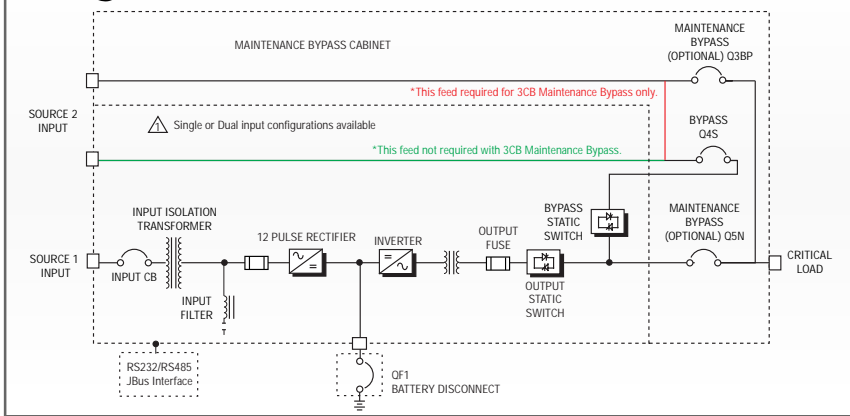 MAINTENANCE BYPASS CABINET
MAINTENANCE
BYPASS
(OPTIONAL) Q3BP
*This feed required for 3CB Maintenance Bypass only.
SOURCE 2
INPUT
1 Single or Dual input configurations available
BYPASS
Q4S
*This feed not required with 3CB Maintenance Bypass.
INPUT ISOLATION
TRANSFORMER
12 PULSE RECTIFIER
INVERTER
OUTPUT
FUSE
BYPASS
STATIC
SWITCH
MAINTENANCE
BYPASS
(OPTIONAL) Q5N
SOURCE 1
INPUT
INPUT CB
CRITICAL
LOAD
INPUT
FILTER
OUTPUT
STATIC
SWITCH
RS232/RS485
JBus Interface
QF1
BATTERY DISCONNECT